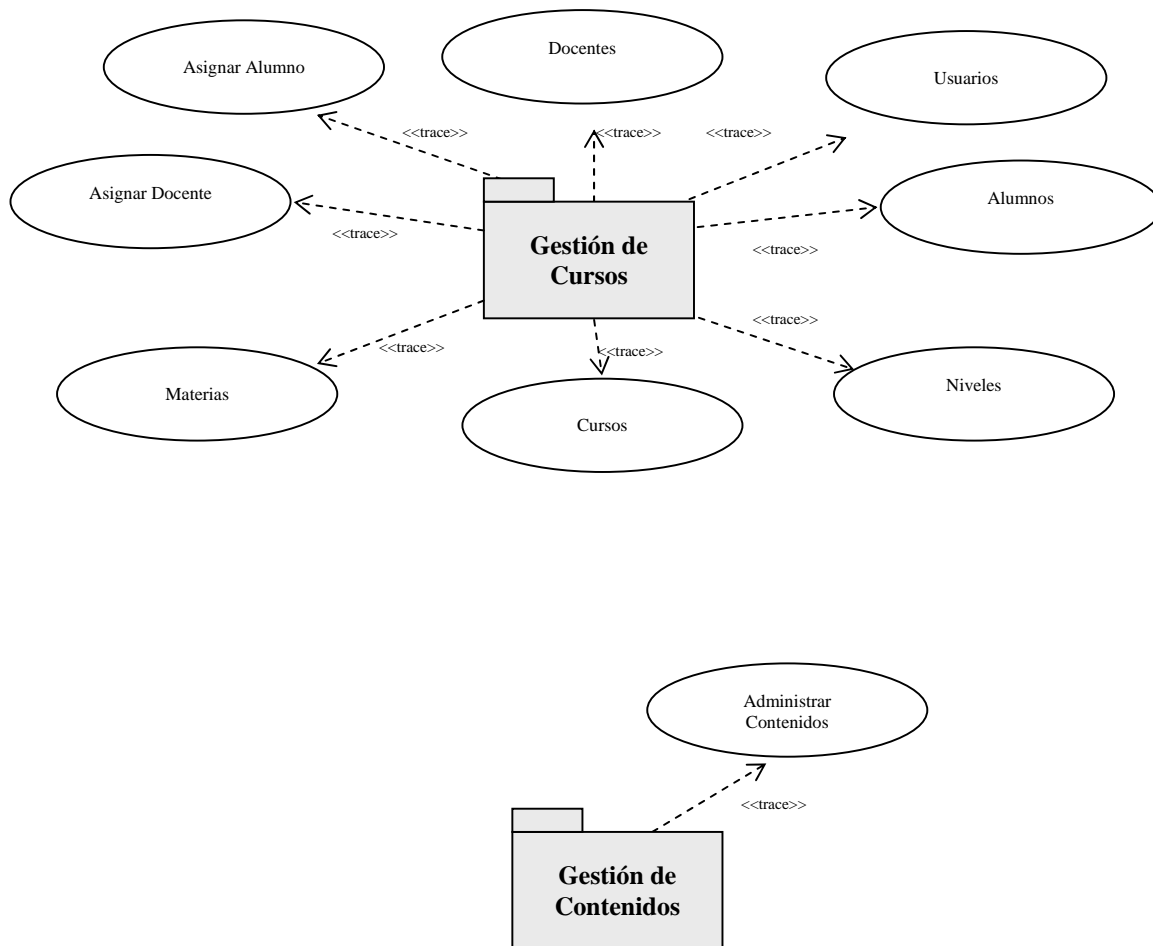 Docentes
Asignar Alumno
Usuarios
<<trace>>
<<trace>>
<<trace>>
Asignar Docente
Alumnos
<<trace>>
<<trace>>
Gestión de
Cursos
<<trace>>
<<trace>>
<<trace>>
Materias
Niveles
Cursos
Administrar
Contenidos
<<trace>>
Gestión de
Contenidos